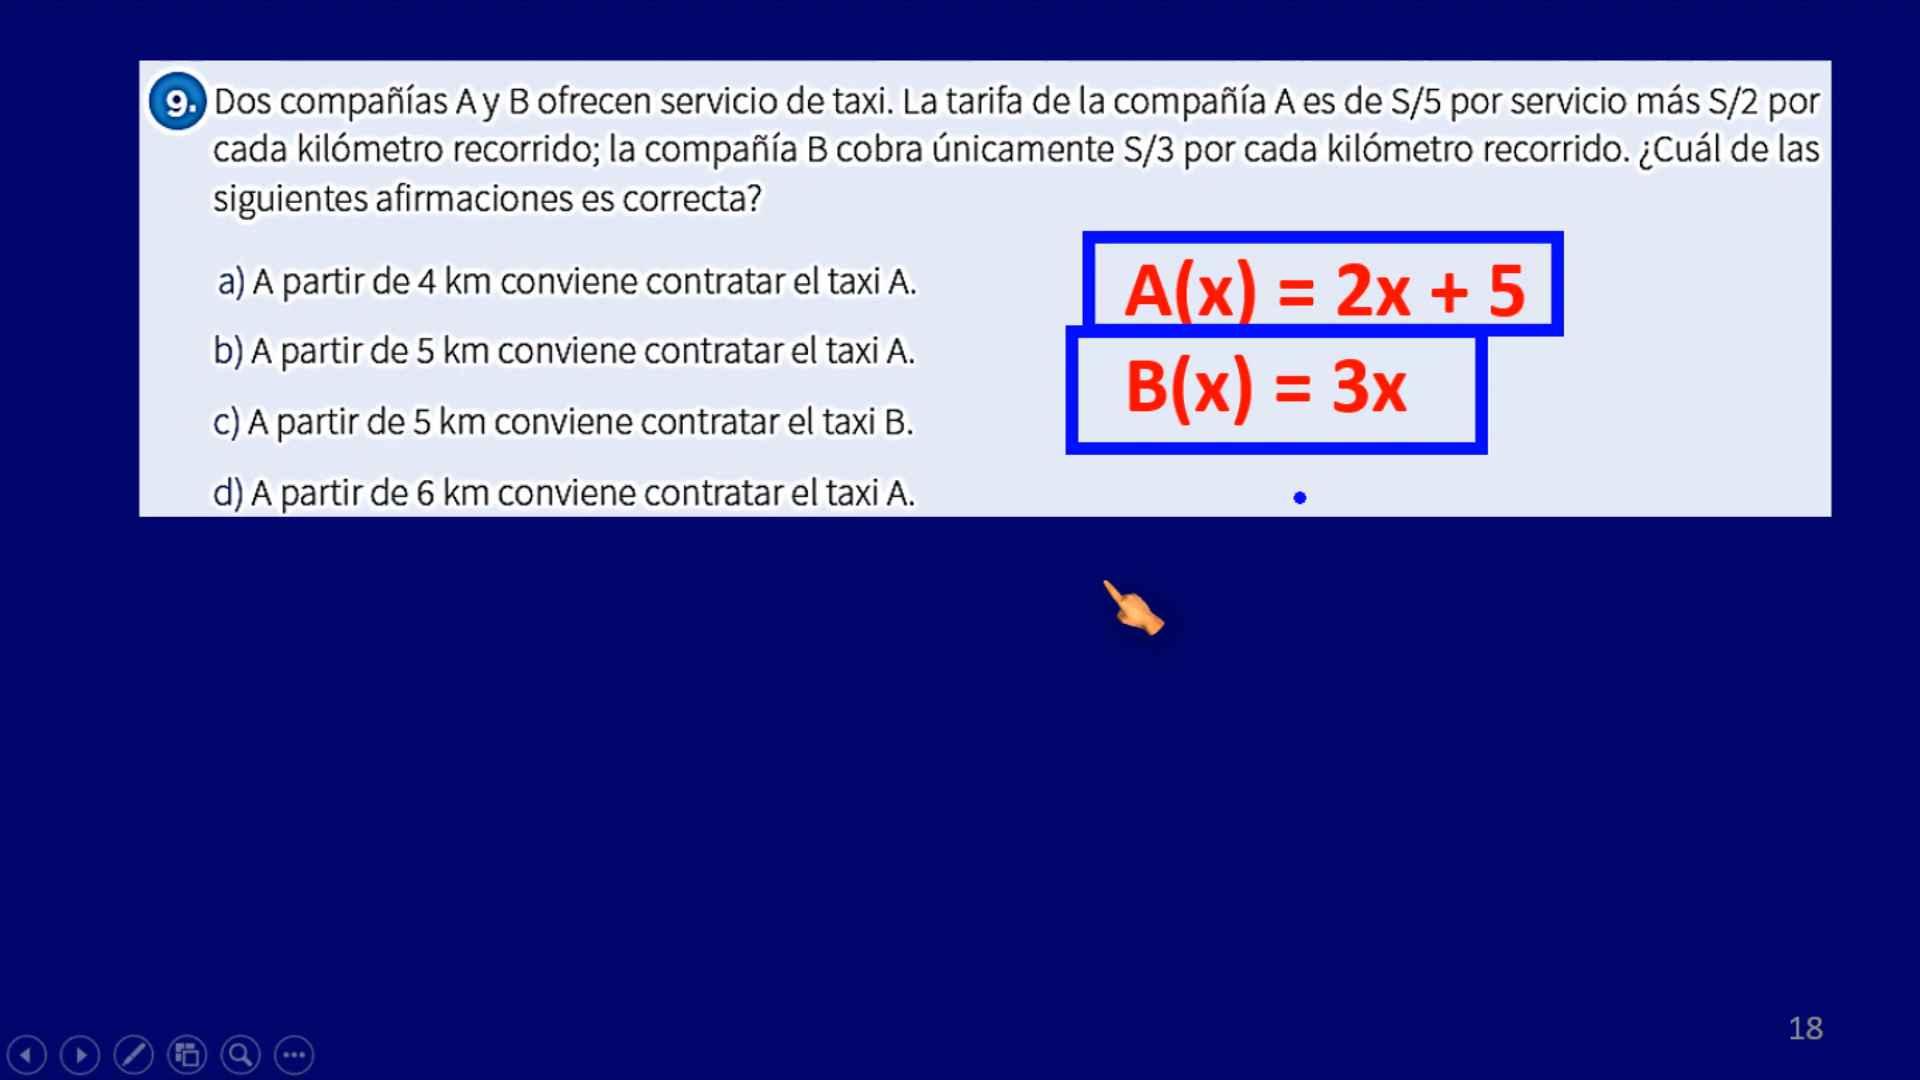 9. Dos compañías A y B ofrecen servicio de taxi. La tarifa de la compañía A es de S/5 por servicio más S/2 por
cada kilómetro recorrido; la compañía B cobra únicamente S/3 por cada kilómetro recorrido. ¿Cuál de las
siguientes afirmaciones es correcta?
a) A partir de 4 km conviene contratar el taxi A.
b) A partir de 5 km conviene contratar el taxi A.
c) A partir de 5 km conviene contratar el taxi B.
d) A partir de 6 km conviene contratar el taxi A.
A(x) = 2x + 5
B(x) = 3x
18